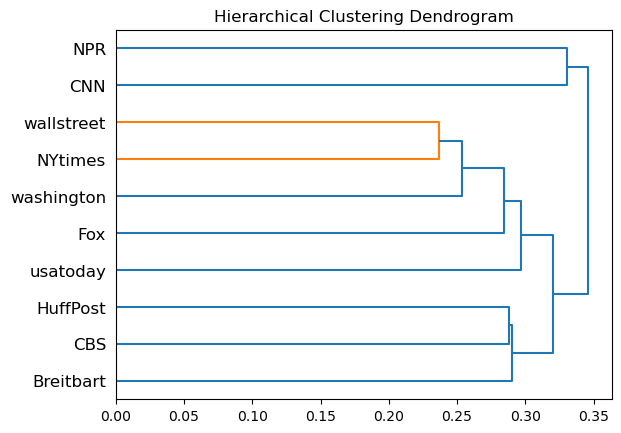 Hierarchical Clustering Dendrogram
NPR
CNN
wallstreet
NYtimes
washington
Fox
usatoday
HuffPost
CBS
Breitbart
0.00 0.05 0.10 0.15 0.20 0.25 0.30 0.35